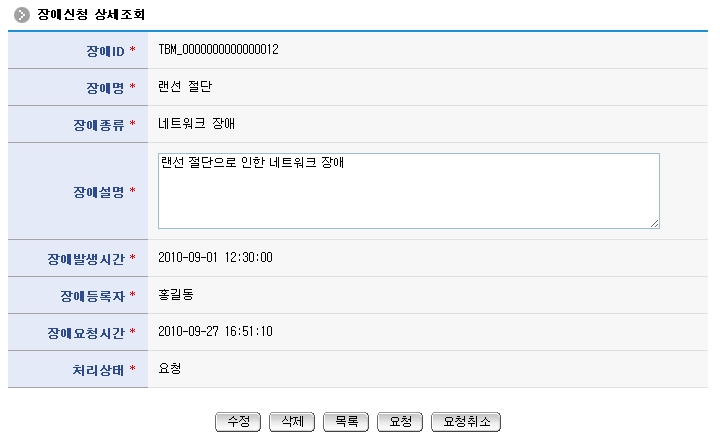 장애신청 상세조회
장애ID * TBM_0000000000000012
장애명 * 랜선 절단
장애종류 * 네트워크 장애
장애설명 * 랜선 절단으로 인한 네트워크 장애
장애발생시간 * 2010-09-01 12:30:00
장애등록자 * 홍길동
장애요청시간 * 2010-09-27 16:51:10
처리상태 * 요청
수정 삭제 목록 요청 요청취소